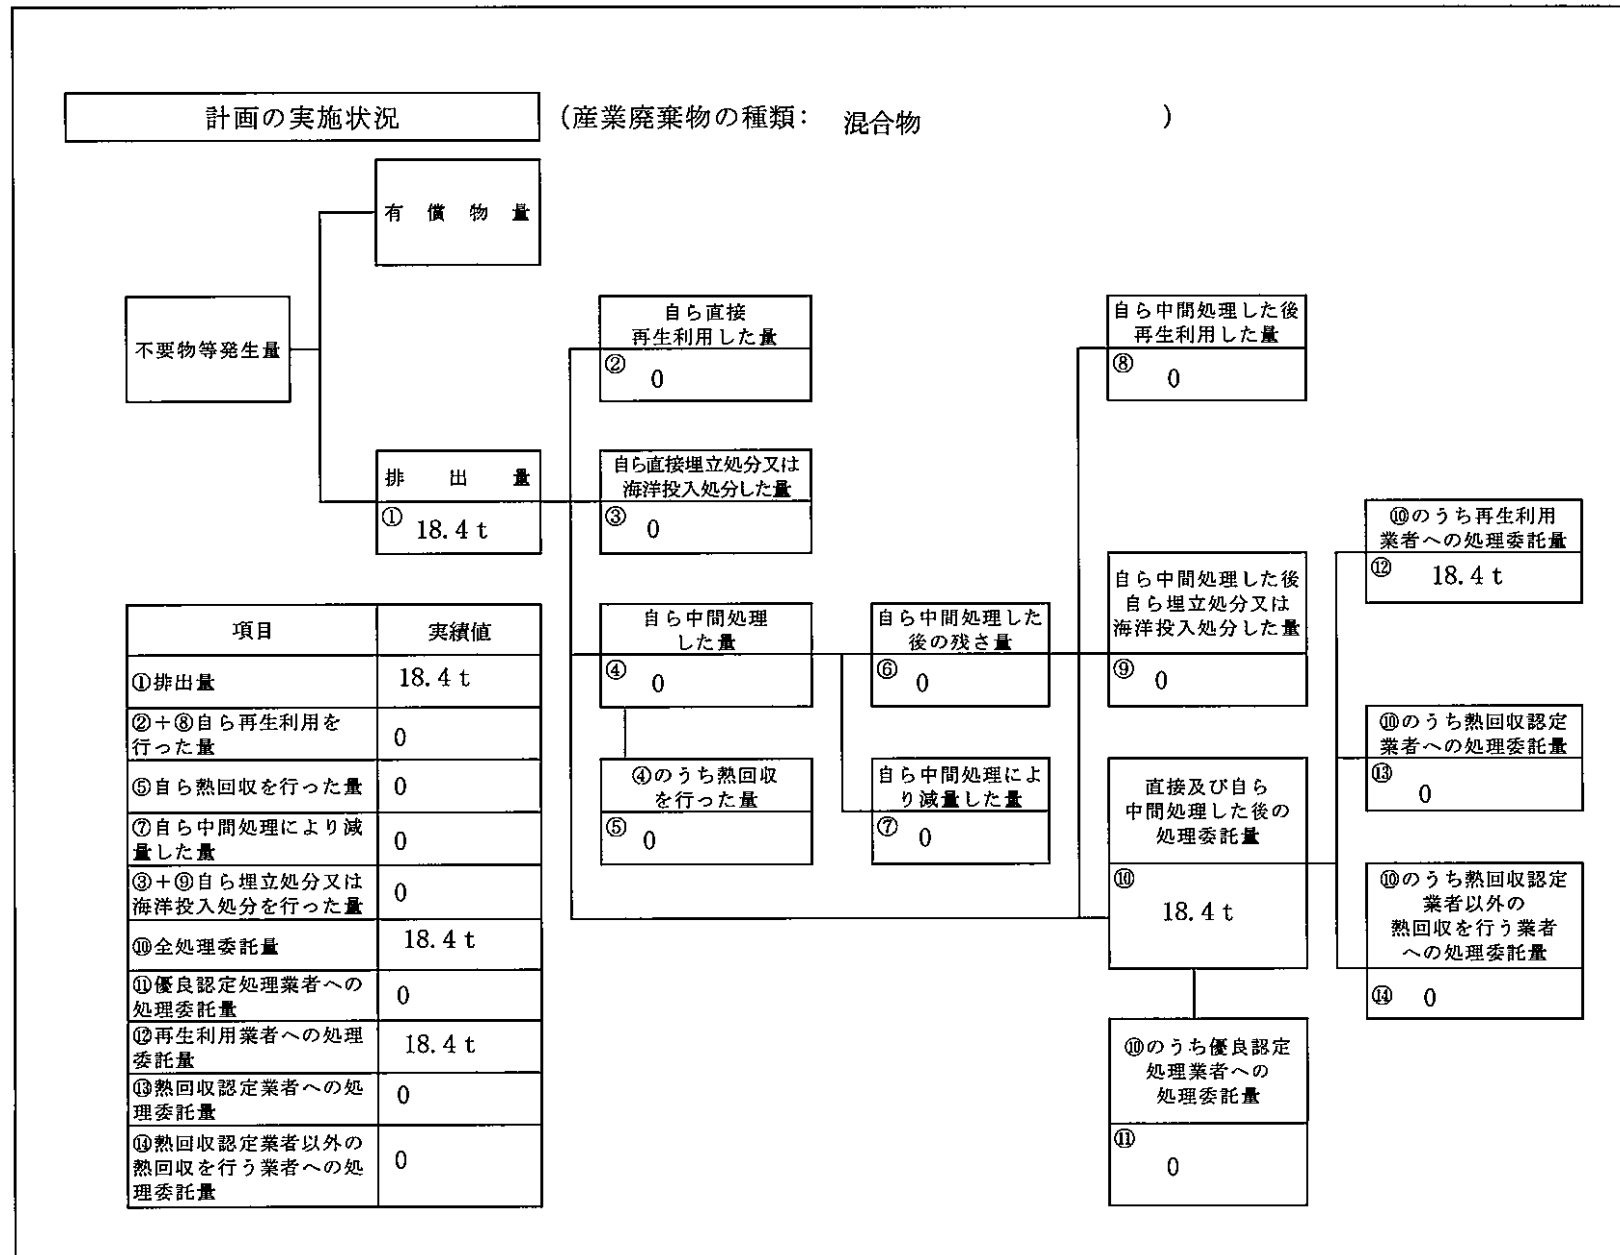 計画の実施状況 (産業廃棄物の種類: 混合物 )
有償物量
不要物等発生量
排出量
① 18.4 t
自ら直接
再生利用した量
② 0
自ら直接埋立処分又は
海洋投入処分した量
③ 0
自ら中間処理
した量
④ 0
④のうち熱回収
を行った量
⑤ 0
自ら中間処理した
後の残さ量
⑥ 0
自ら中間処理によ
り減量した量
⑦ 0
自ら中間処理した後
再生利用した量
⑧ 0
自ら中間処理した後
自ら埋立処分又は
海洋投入処分した量
⑨ 0
直接及び自ら
中間処理した後の
処理委託量
⑩
18.4 t
⑩のうち優良認定
処理業者への
処理委託量
⑪
0
⑩のうち再生利用
業者への処理委託量
⑫ 18.4 t
⑩のうち熱回収認定
業者への処理委託量
⑬
0
⑩のうち熱回収認定
業者以外の
熱回収を行う業者
への処理委託量
⑭ 0
項目 実績値
①排出量 18.4 t
②+⑧自ら再生利用を
行った量 0
⑤自ら熱回収を行った量 0
⑦自ら中間処理により減
量した量 0
③+⑨自ら埋立処分又は
海洋投入処分を行った量 0
⑩全処理委託量 18.4 t
⑪優良認定処理業者への
処理委託量 0
⑫再生利用業者への処理
委託量 18.4 t
⑬熱回収認定業者への処
理委託量 0
⑭熱回収認定業者以外の
熱回収を行う業者への処
理委託量 0